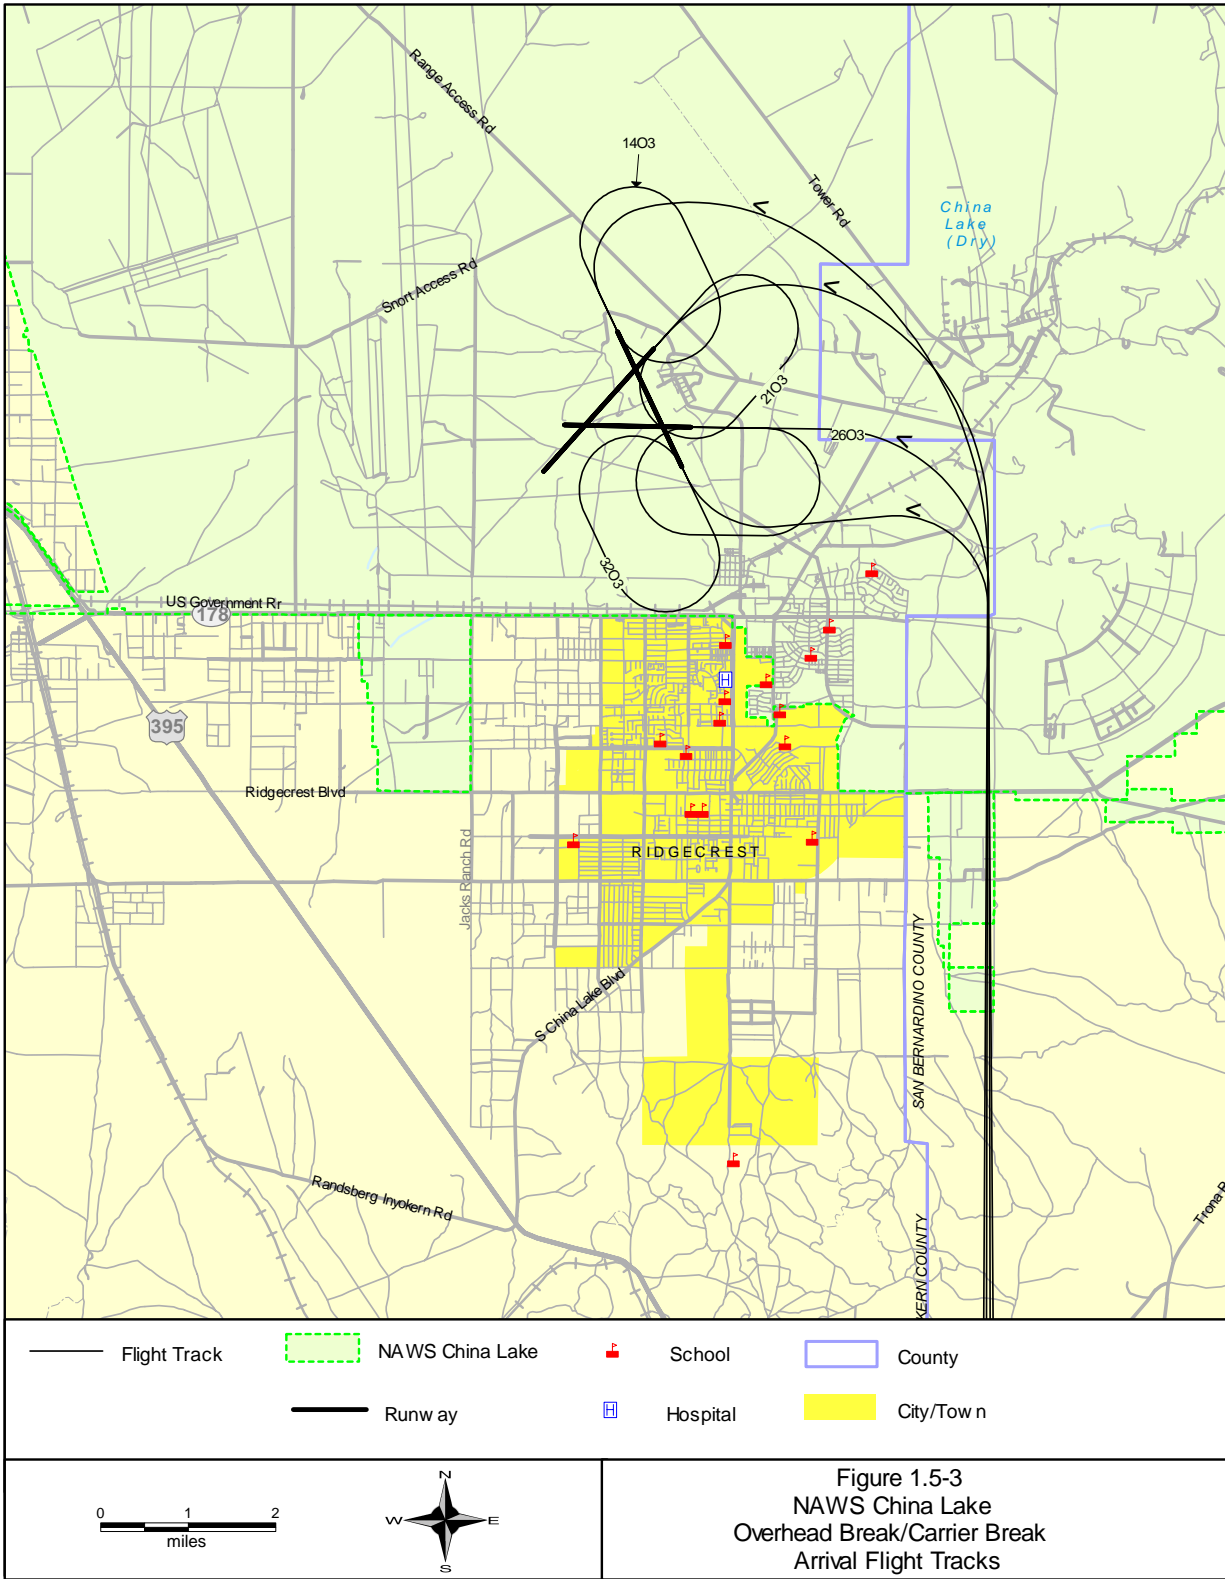 Range Access Rd
14O3
Tower Rd
China
Lake
(Dry)
Snort Access Rd
21O3
26O3
32O3
US Government Rr
178
395
Ridgecrest Blvd
Jacks Ranch Rd
RIDGECREST
S China Lake Blvd
SAN BERNARDINO COUNTY
KERN COUNTY
Randsberg Inyokern Rd
Trona R
Flight Track
NAWS China Lake
School
County
Runway
H
Hospital
City/Town
0 1 2
miles
N
W E
S
Figure 1.5-3
NAWS China Lake
Overhead Break/Carrier Break
Arrival Flight Tracks